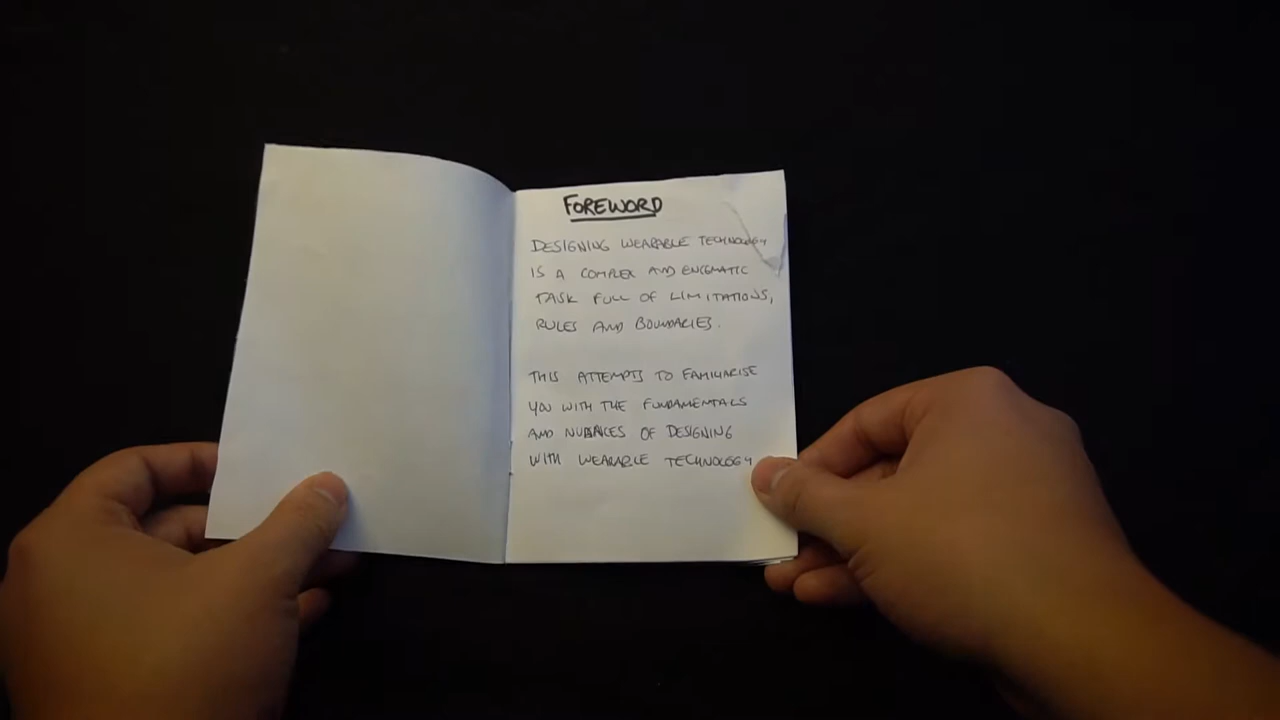 FOREWORD
DESIGNING WEARABLE TECHNOLOGY
IS A COMPLEX AND ENIGMATIC
TASK FULL OF LIMITATIONS,
RULES AND BOUNDARIES.
THIS ATTEMPTS TO FAMILIARISE
YOU WITH THE FUNDAMENTALS
AND NUANCES OF DESIGNING
WITH WEARABLE TECHNOLOGY